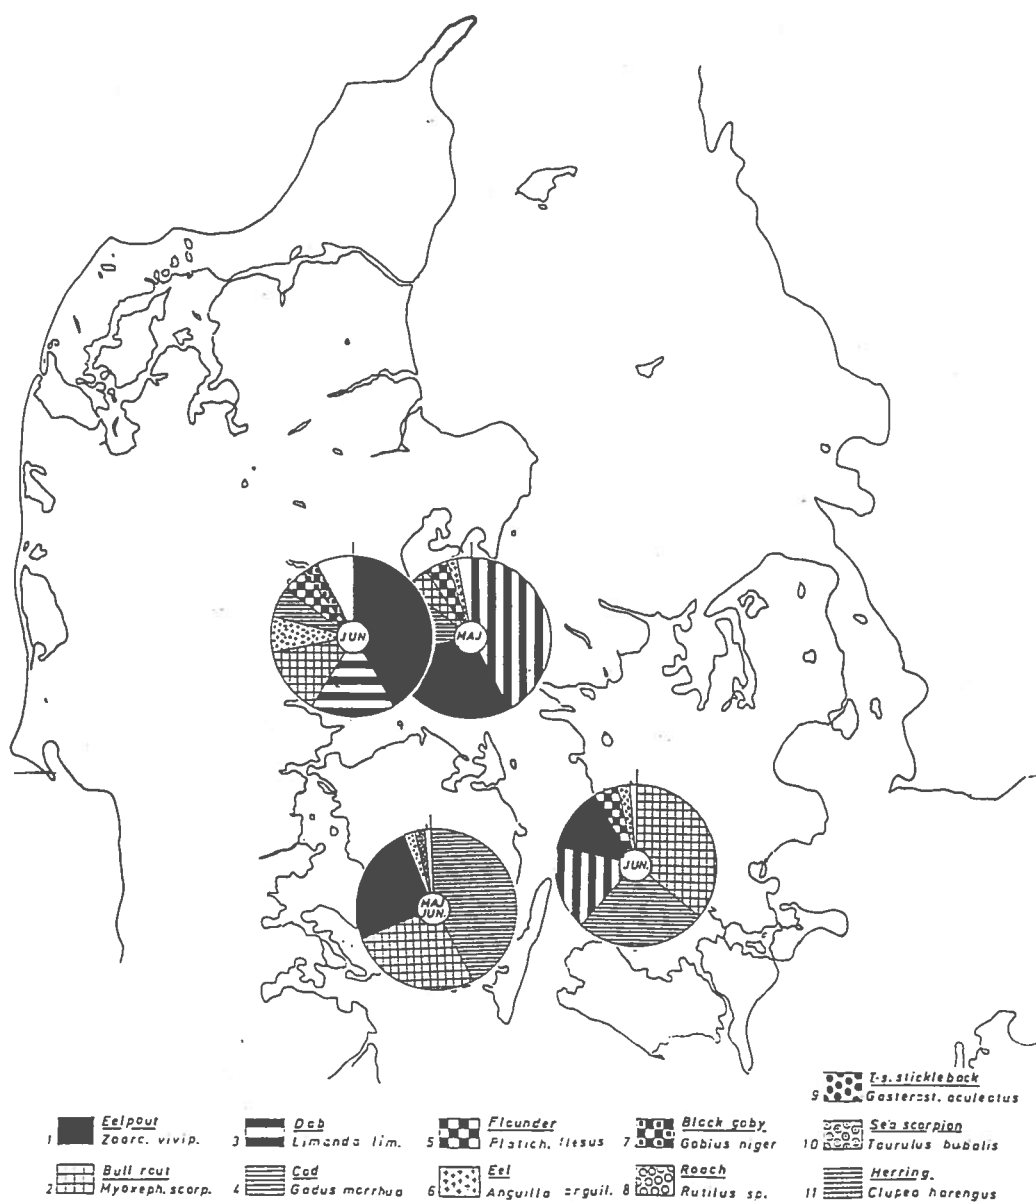 JUN
MAJ
MAJ
JUN.
JUN.
9 T-s. stickleback
Gasterost. aculeatus
1 Eelpout
Zoarc. vivip.
3 Dab
Limanda lim.
5 Flounder
Platich. flesus
7 Black goby
Gobius niger
10 Sea scorpion
Taurulus bubalis
2 Bull rout
Myoxeph. scorp.
4 Cod
Gadus morrhua
6 Eel
Anguilla anguil.
8 Roach
Rutilus sp.
11 Herring.
Clupea harengus